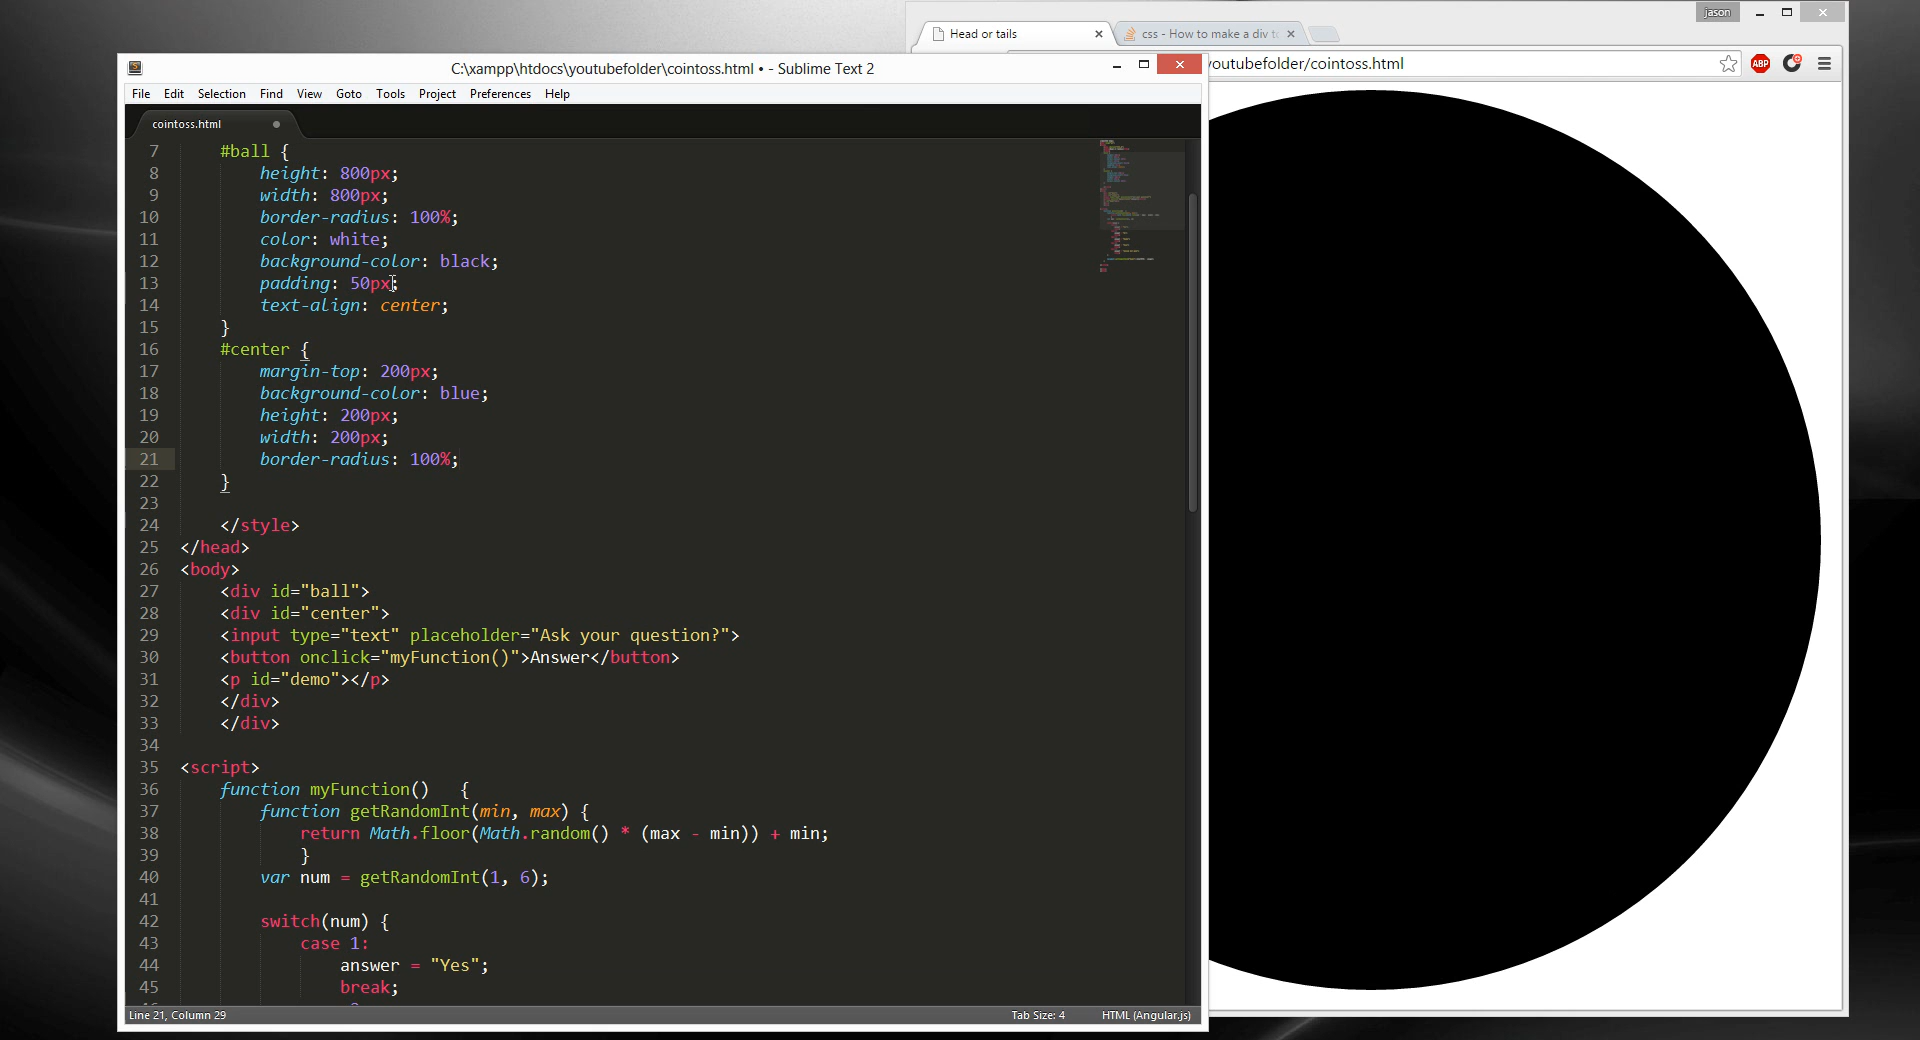 jason
Head or tails
css - How to make a div to
C:\xampp\htdocs\youtubefolder\cointoss.html • - Sublime Text 2
youtubefolder/cointoss.html
ABP
File Edit Selection Find View Goto Tools Project Preferences Help
cointoss.html
7 #ball {
8 height: 800px;
9 width: 800px;
10 border-radius: 100%;
11 color: white;
12 background-color: black;
13 padding: 50px;
14 text-align: center;
15 }
16 #center {
17 margin-top: 200px;
18 background-color: blue;
19 height: 200px;
20 width: 200px;
21 border-radius: 100%;
22 }
23
24 </style>
25 </head>
26 <body>
27 <div id="ball">
28 <div id="center">
29 <input type="text" placeholder="Ask your question?">
30 <button onclick="myFunction()">Answer</button>
31 <p id="demo"></p>
32 </div>
33 </div>
34
35 <script>
36 function myFunction() {
37 function getRandomInt(min, max) {
38 return Math.floor(Math.random() * (max - min)) + min;
39 }
40 var num = getRandomInt(1, 6);
41
42 switch(num) {
43 case 1:
44 answer = "Yes";
45 break;
Line 21, Column 29
Tab Size: 4
HTML (Angular.js)